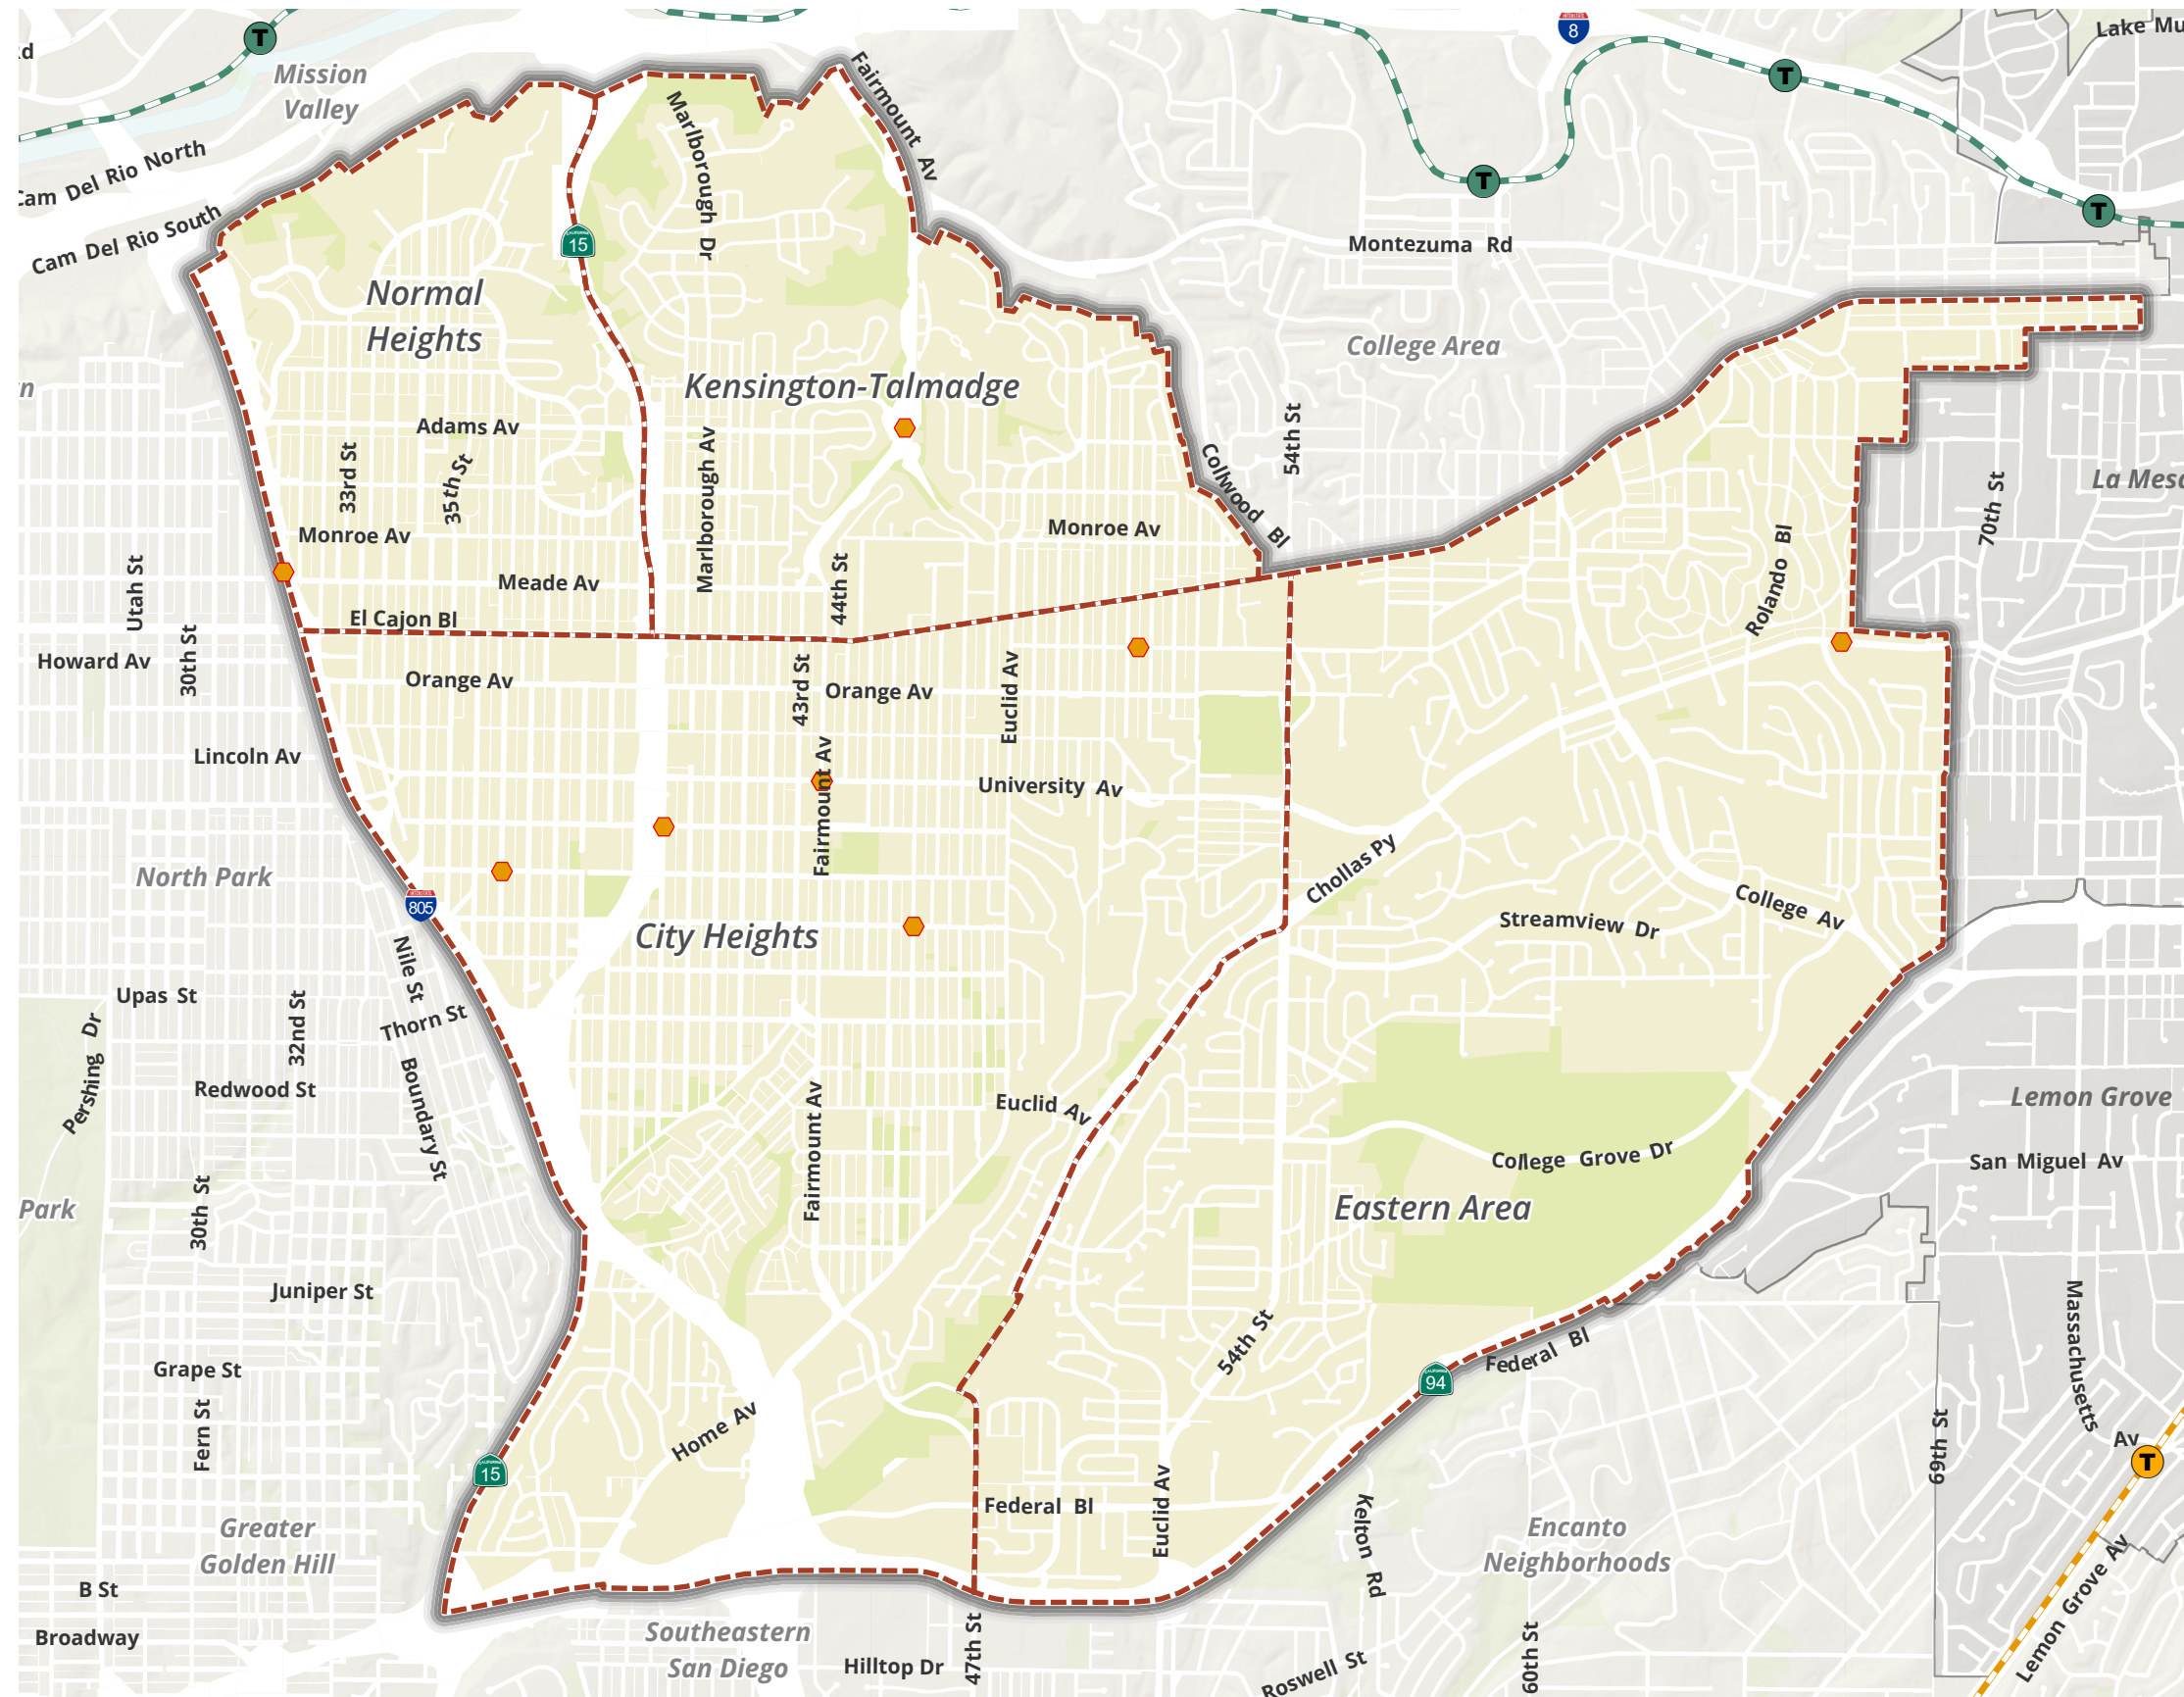 Lake Mu
8
T
T
T
T
Mission
Valley
Fairmount Av
Marlborough Dr
Cam Del Rio North
Cam Del Rio South
15
Montezuma Rd
Normal
Heights
College Area
Kensington-Talmadge
Adams Av
33rd St
35th St
Marlborough Av
Collwood Bl
54th St
70th St
La Mesa
Monroe Av
Monroe Av
Utah St
Meade Av
44th St
Rolando Bl
El Cajon Bl
Howard Av
30th St
Orange Av
43rd St
Orange Av
Euclid Av
Lincoln Av
Fairmount Av
University Av
Chollas Py
North Park
805
College Av
Streamview Dr
City Heights
Nile St
Upas St
32nd St
Thorn St
Pershing Dr
Redwood St
Boundary St
Euclid Av
Fairmount Av
Lemon Grove
College Grove Dr
San Miguel Av
Park
30th St
Eastern Area
Juniper St
Massachusetts Av
Grape St
54th St
Federal Bl
94
Fern St
Home Av
69th St
15
T
Federal Bl
Euclid Av
Kelton Rd
Greater
Golden Hill
Encanto
Neighborhoods
B St
Lemon Grove Av
Broadway
Southeastern
San Diego
Hilltop Dr
47th St
Roswell St
60th St